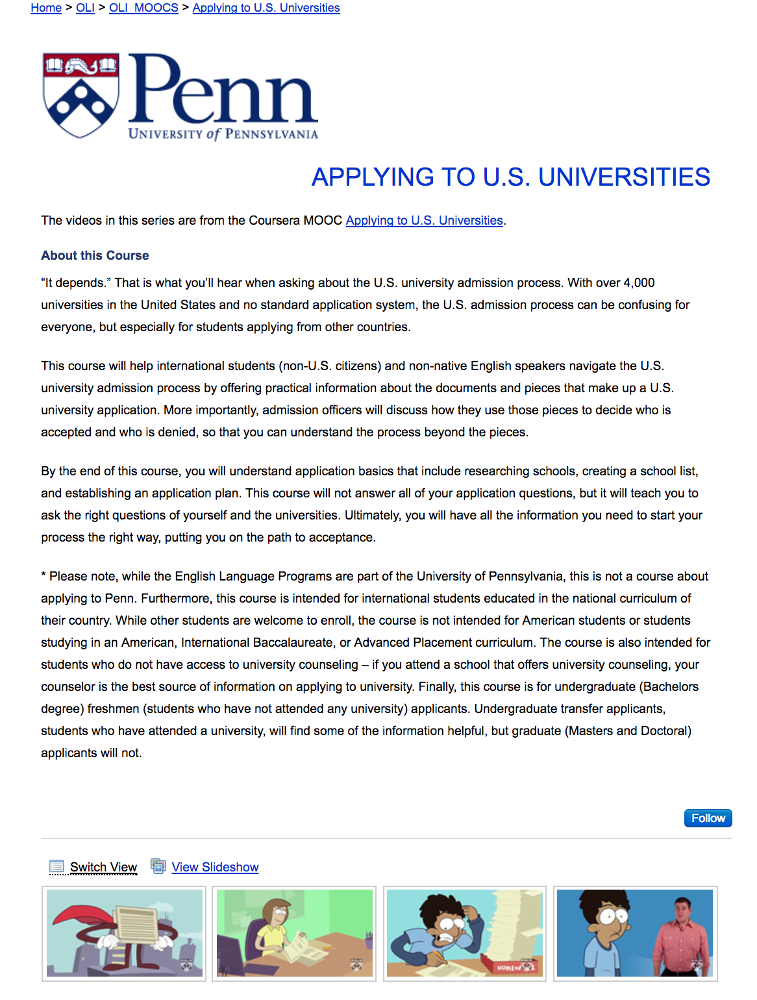 Home > OLI > OLI_MOOCS > Applying to U.S. Universities
Penn
UNIVERSITY of PENNSYLVANIA
APPLYING TO U.S. UNIVERSITIES
The videos in this series are from the Coursera MOOC Applying to U.S. Universities.
About this Course
“It depends.” That is what you’ll hear when asking about the U.S. university admission process. With over 4,000
universities in the United States and no standard application system, the U.S. admission process can be confusing for
everyone, but especially for students applying from other countries.
This course will help international students (non-U.S. citizens) and non-native English speakers navigate the U.S.
university admission process by offering practical information about the documents and pieces that make up a U.S.
university application. More importantly, admission officers will discuss how they use those pieces to decide who is
accepted and who is denied, so that you can understand the process beyond the pieces.
By the end of this course, you will understand application basics that include researching schools, creating a school list,
and establishing an application plan. This course will not answer all of your application questions, but it will teach you to
ask the right questions of yourself and the universities. Ultimately, you will have all the information you need to start your
process the right way, putting you on the path to acceptance.
* Please note, while the English Language Programs are part of the University of Pennsylvania, this is not a course about
applying to Penn. Furthermore, this course is intended for international students educated in the national curriculum of
their country. While other students are welcome to enroll, the course is not intended for American students or students
studying in an American, International Baccalaureate, or Advanced Placement curriculum. The course is also intended for
students who do not have access to university counseling – if you attend a school that offers university counseling, your
counselor is the best source of information on applying to university. Finally, this course is for undergraduate (Bachelors
degree) freshmen (students who have not attended any university) applicants. Undergraduate transfer applicants,
students who have attended a university, will find some of the information helpful, but graduate (Masters and Doctoral)
applicants will not.
Follow
Switch View View Slideshow